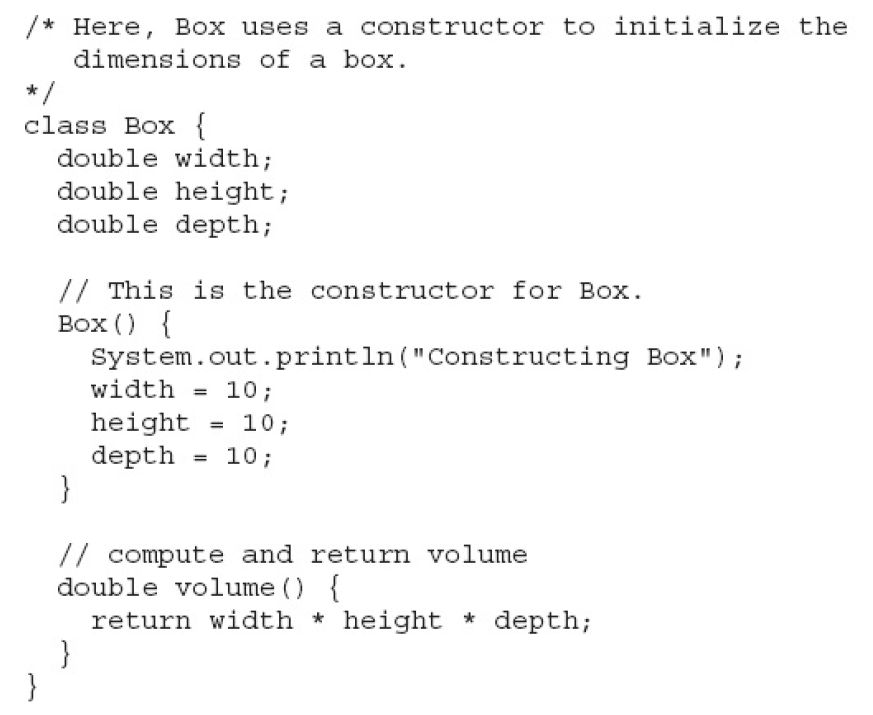 /* Here, Box uses a constructor to initialize the
   dimensions of a box.
*/
class Box {
  double width;
  double height;
  double depth;

  // This is the constructor for Box.
  Box() {
    System.out.println("Constructing Box");
    width = 10;
    height = 10;
    depth = 10;
  }

  // compute and return volume
  double volume() {
    return width * height * depth;
  }
}